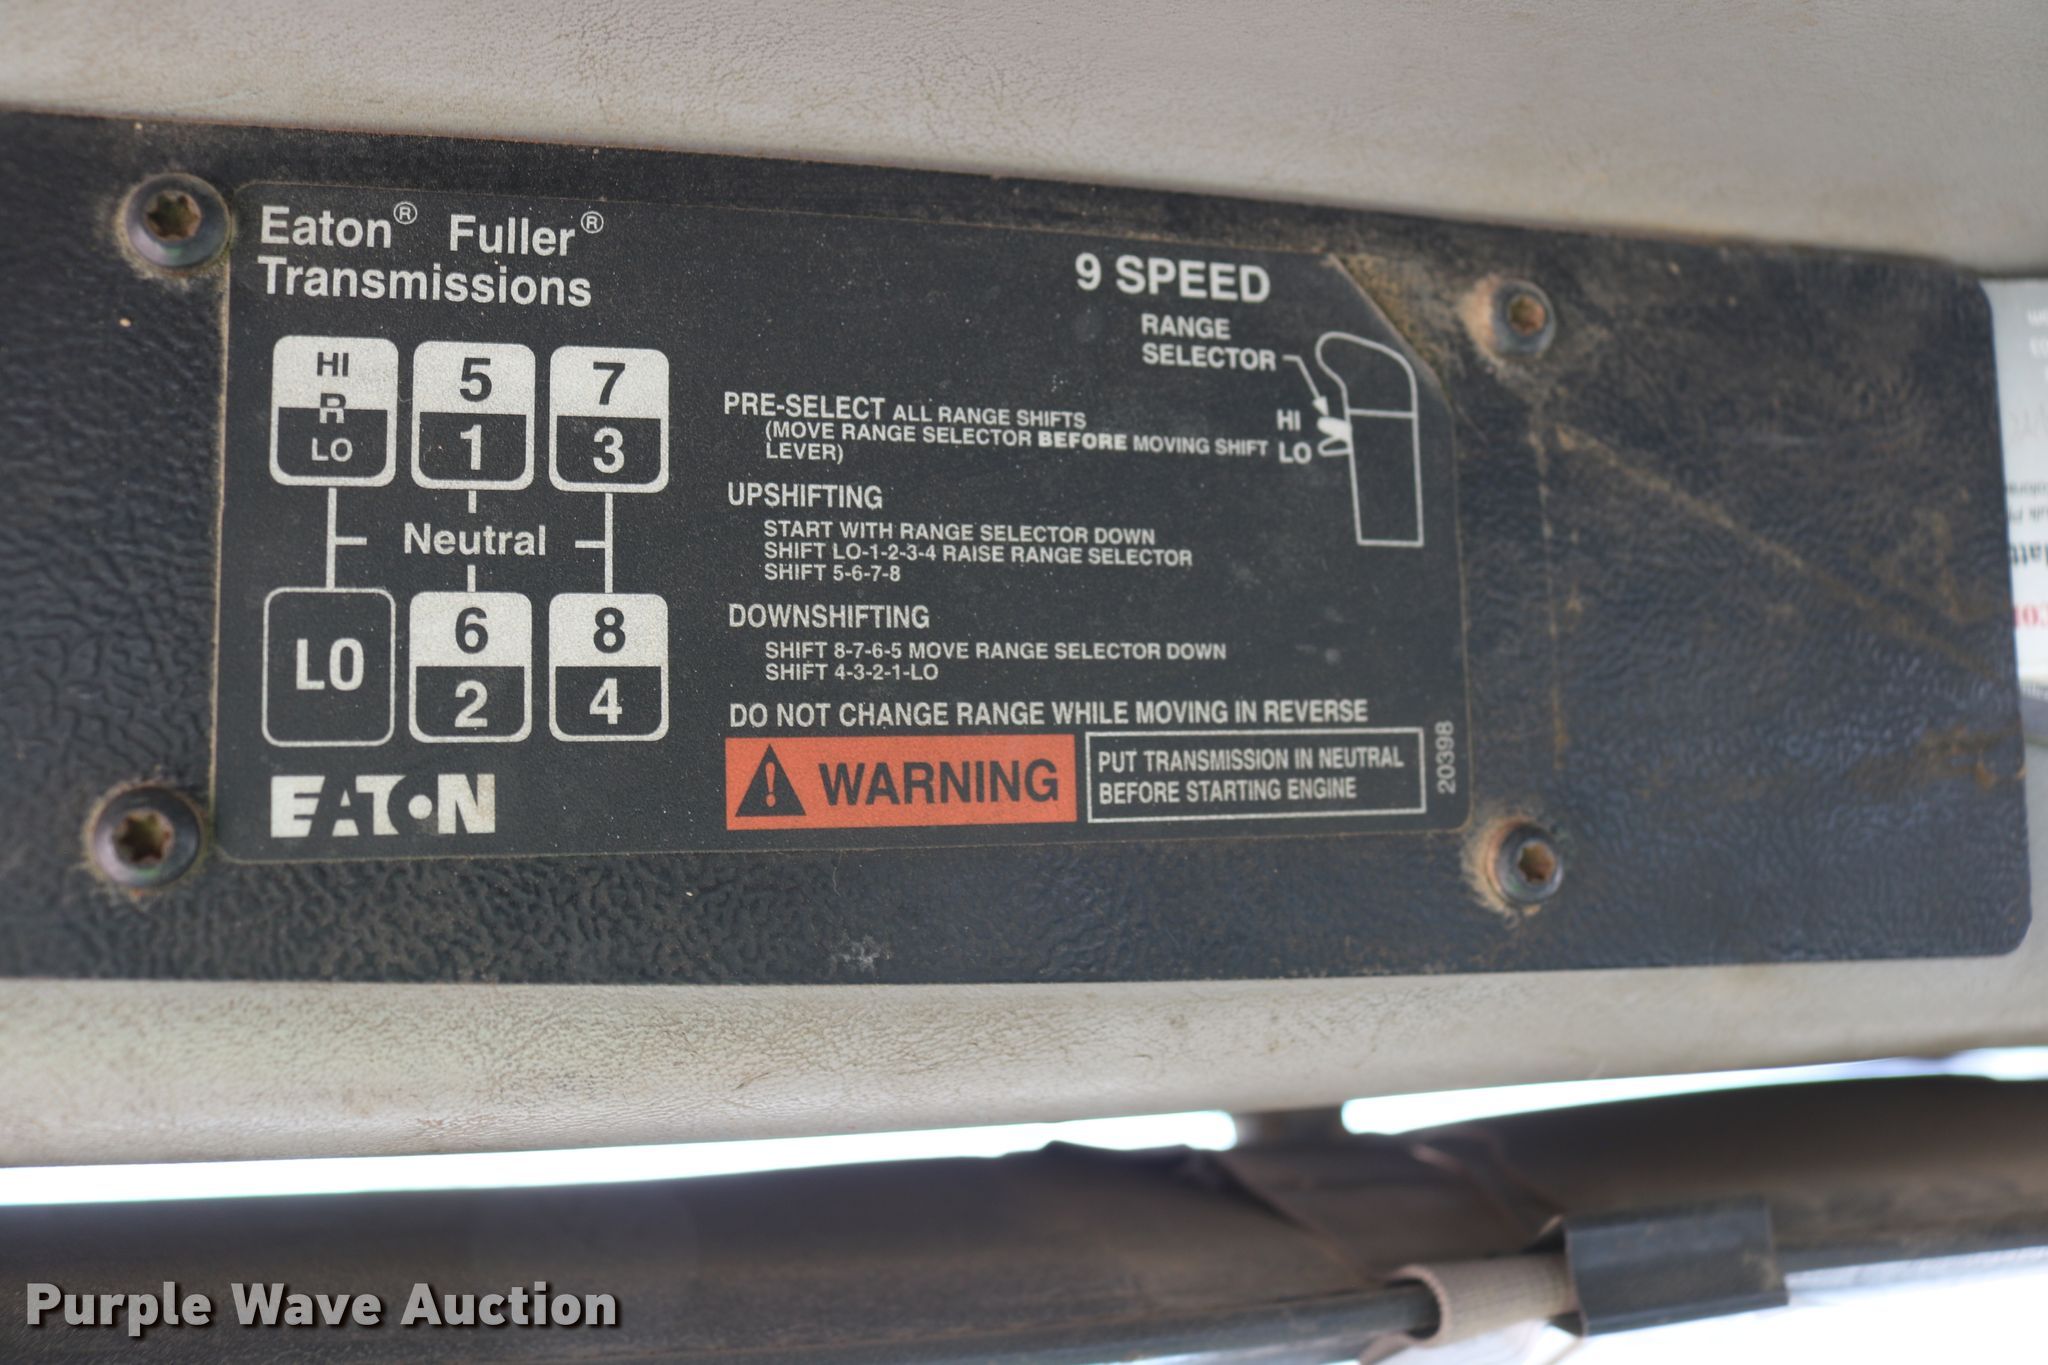 Eaton® Fuller®
Transmissions
9 SPEED
RANGE
SELECTOR
HI
LO
HI
R
LO
5
1
7
3
Neutral
LO
6
2
8
4
PRE-SELECT ALL RANGE SHIFTS
(MOVE RANGE SELECTOR BEFORE MOVING SHIFT
LEVER)
UPSHIFTING
START WITH RANGE SELECTOR DOWN
SHIFT LO-1-2-3-4 RAISE RANGE SELECTOR
SHIFT 5-6-7-8
DOWNSHIFTING
SHIFT 8-7-6-5 MOVE RANGE SELECTOR DOWN
SHIFT 4-3-2-1-LO
DO NOT CHANGE RANGE WHILE MOVING IN REVERSE
WARNING
PUT TRANSMISSION IN NEUTRAL
BEFORE STARTING ENGINE
20398
EATON
Purple Wave Auction